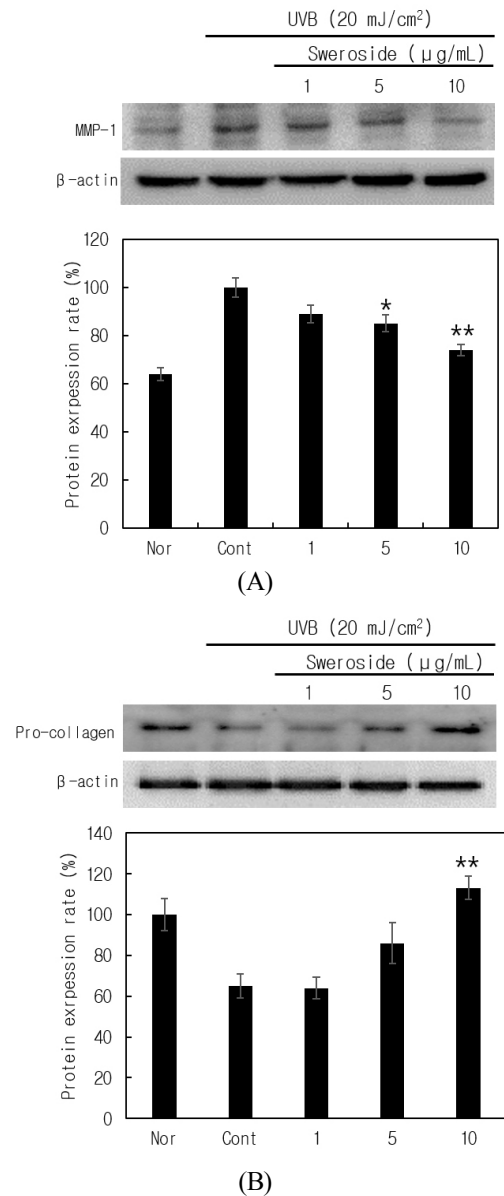 UVB (20 mJ/cm²)
Sweroside (μg/mL)
1 5 10
MMP-1
β-actin
Protein exrpession rate (%)
120
100
80
60
40
20
0
*
**
Nor Cont 1 5 10
(A)
UVB (20 mJ/cm²)
Sweroside (μg/mL)
1 5 10
Pro-collagen
β-actin
Protein exrpession rate (%)
140
120
100
80
60
40
20
0
**
Nor Cont 1 5 10
(B)